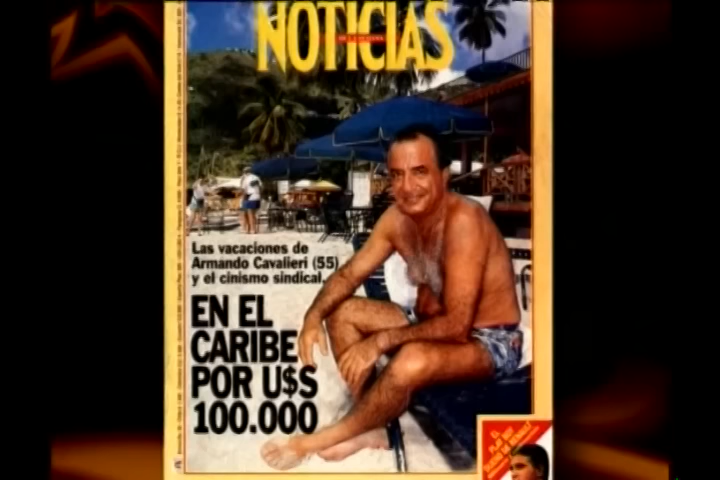 NOTICIAS
Las vacaciones de
Armando Cavalieri (55)
y el cinismo sindical.
EN EL
CARIBE
POR U$S
100.000